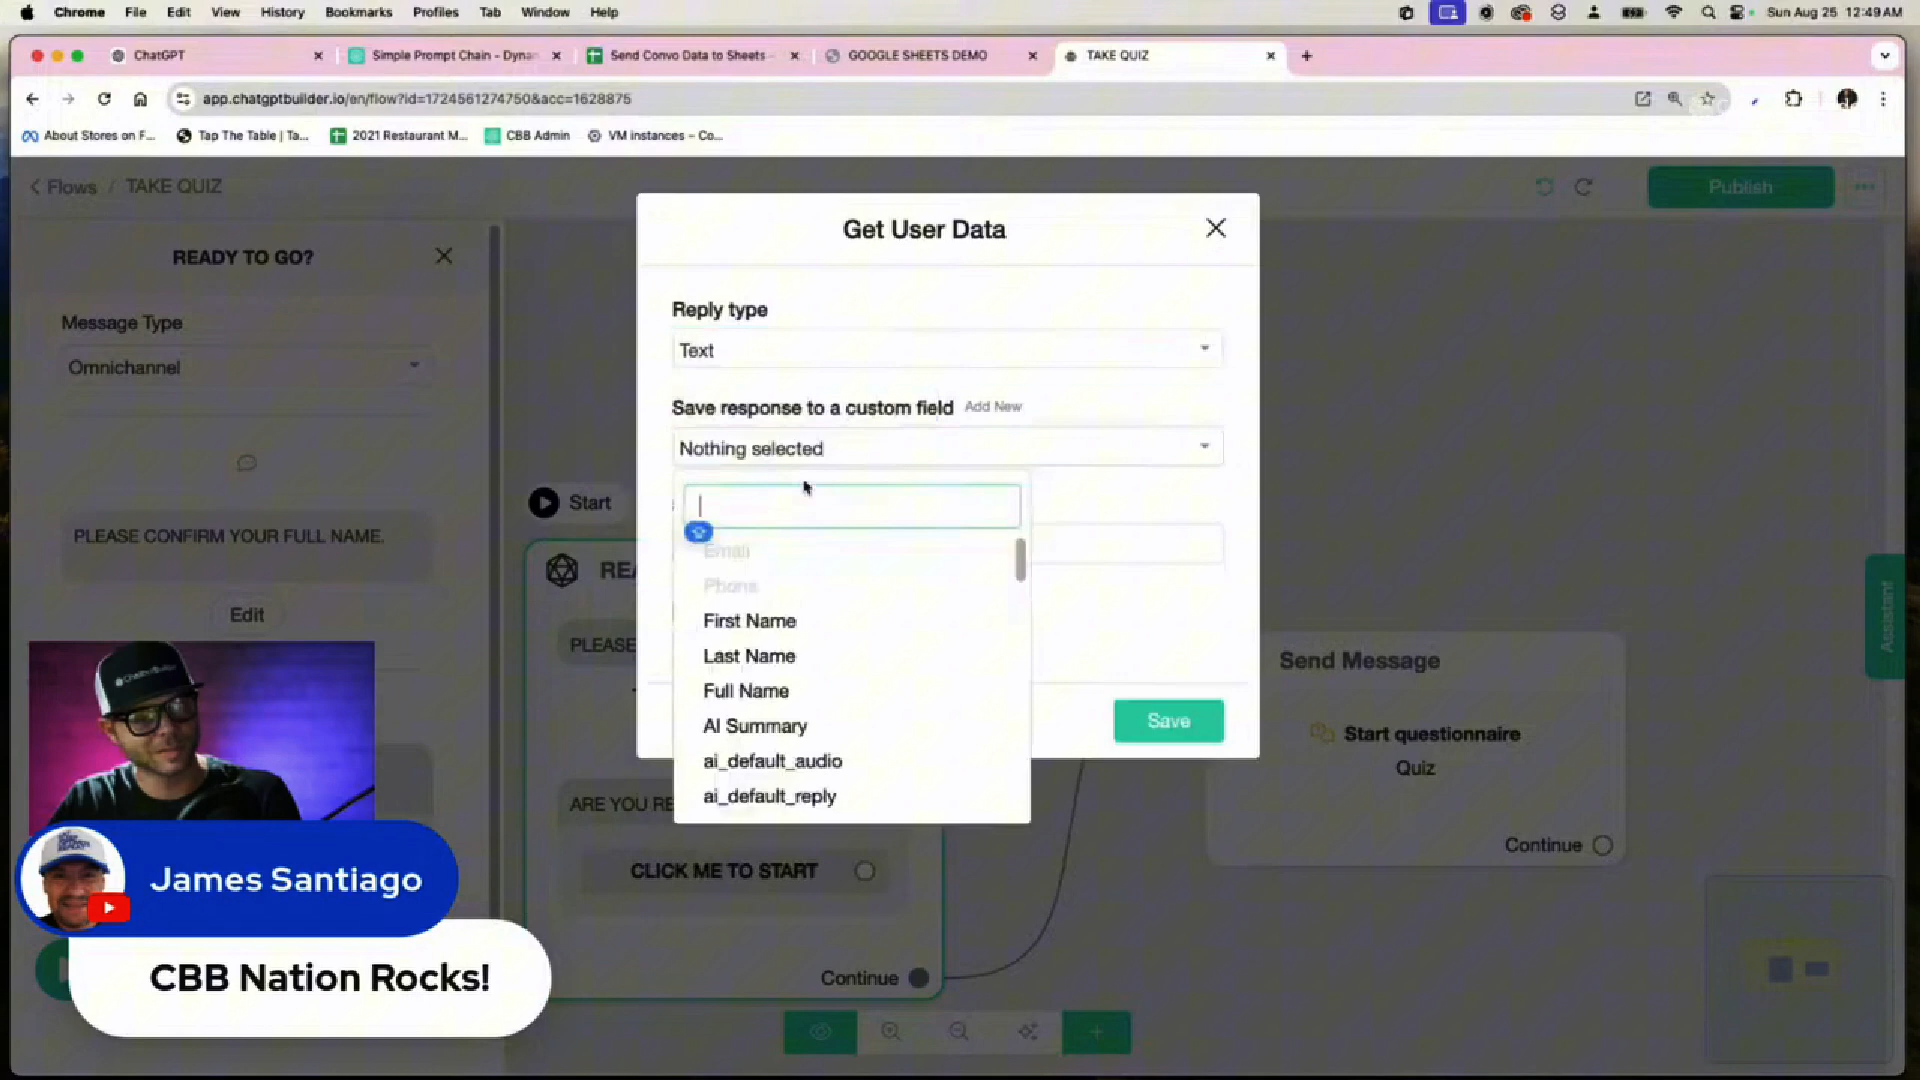 Chrome File Edit View History Bookmarks Profiles Tab Window Help Sun Aug 25 12:49 AM
ChatGPT Simple Prompt Chain - Dynan Send Convo Data to Sheets - GOOGLE SHEETS DEMO TAKE QUIZ
app.chatgptbuilder.io/en/flow?id=1724561274750&acc=1628875
About Stores on F... Tap The Table | Ta... 2021 Restaurant M... CBB Admin VM instances – Co...
Flows / TAKE QUIZ Publish
READY TO GO?
Message Type
Omnichannel
PLEASE CONFIRM YOUR FULL NAME.
Edit
Get User Data
Reply type
Text
Save response to a custom field Add New
Nothing selected
Email
Phone
First Name
Last Name
Full Name
AI Summary
ai_default_audio
ai_default_reply
Save
Start
REA
PLEASE
ARE YOU RE
CLICK ME TO START
Continue
Send Message
Start questionnaire
Quiz
Continue
Assistant
James Santiago
CBB Nation Rocks!